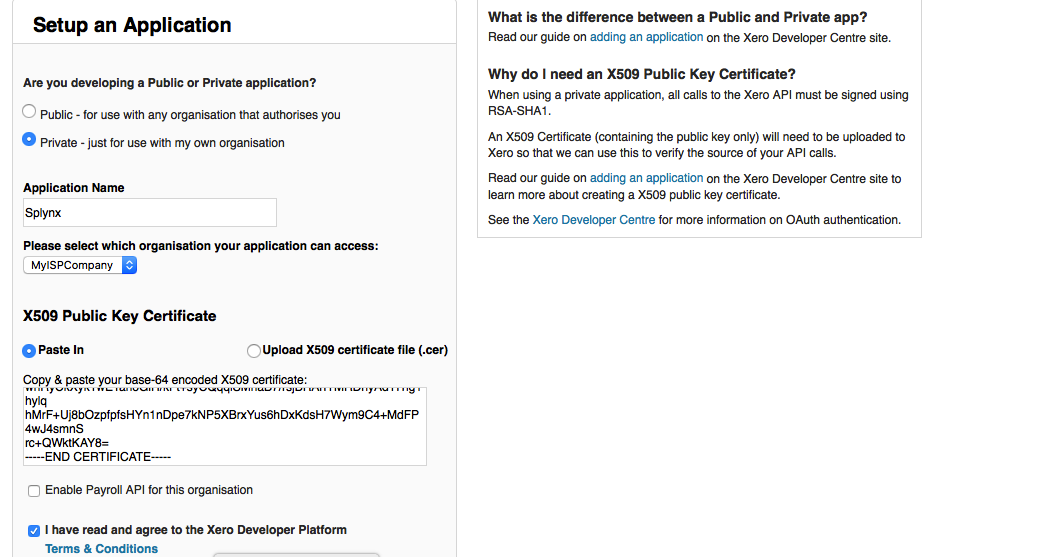 Setup an Application
Are you developing a Public or Private application?
Public - for use with any organisation that authorises you
Private - just for use with my own organisation
Application Name
Splynx
Please select which organisation your application can access:
MyISPCompany
X509 Public Key Certificate
Paste In
Upload X509 certificate file (.cer)
Copy & paste your base-64 encoded X509 certificate:
hylq
hMrF+Uj8bOzpfpfsHYn1nDpe7kNP5XBrxYus6hDxKdsH7Wym9C4+MdFP
4wJ4smnS
rc+QWktKAY8=
-----END CERTIFICATE-----
Enable Payroll API for this organisation
I have read and agree to the Xero Developer Platform
Terms & Conditions
What is the difference between a Public and Private app?
Read our guide on adding an application on the Xero Developer Centre site.
Why do I need an X509 Public Key Certificate?
When using a private application, all calls to the Xero API must be signed using
RSA-SHA1.
An X509 Certificate (containing the public key only) will need to be uploaded to
Xero so that we can use this to verify the source of your API calls.
Read our guide on adding an application on the Xero Developer Centre site to
learn more about creating a X509 public key certificate.
See the Xero Developer Centre for more information on OAuth authentication.